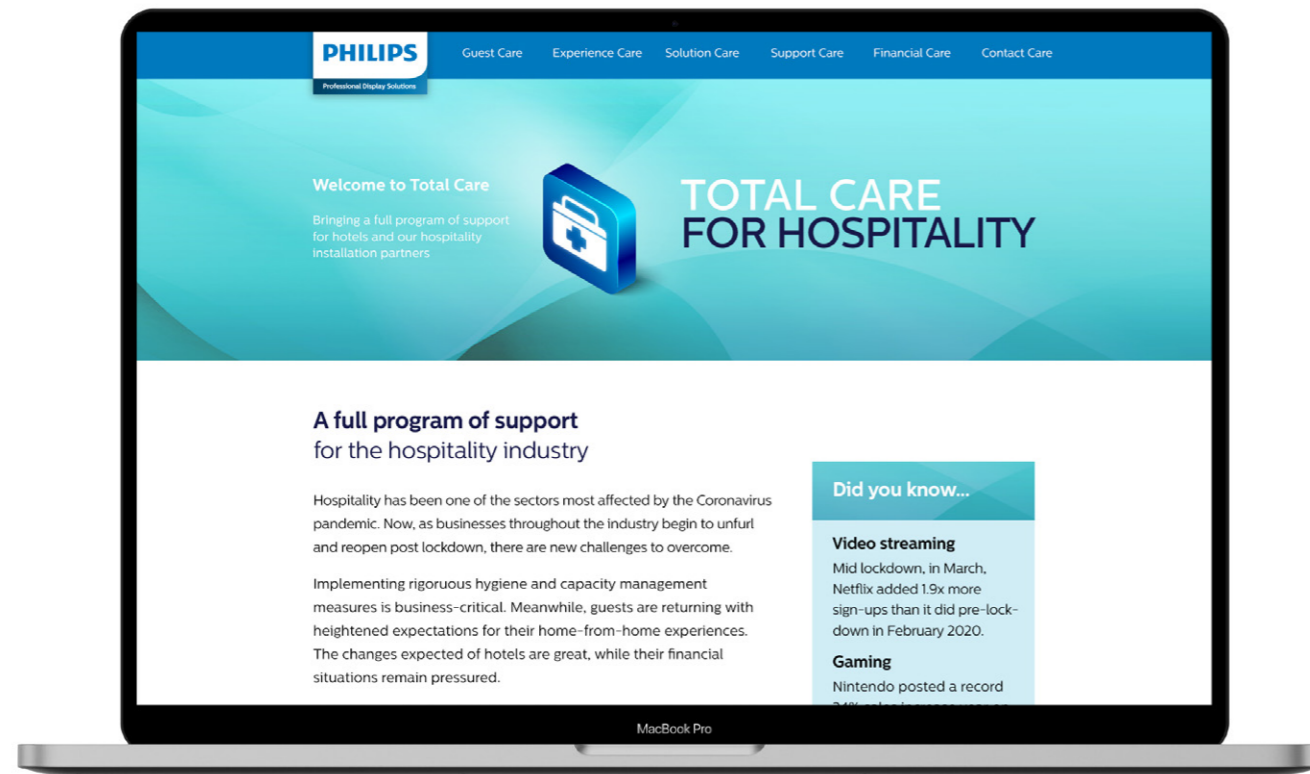 PHILIPS
Professional Display Solutions
Guest Care Experience Care Solution Care Support Care Financial Care Contact Care
Welcome to Total Care
Bringing a full program of support
for hotels and our hospitality
installation partners
TOTAL CARE
FOR HOSPITALITY
A full program of support
for the hospitality industry
Hospitality has been one of the sectors most affected by the Coronavirus
pandemic. Now, as businesses throughout the industry begin to unfurl
and reopen post lockdown, there are new challenges to overcome.
Implementing rigoruous hygiene and capacity management
measures is business-critical. Meanwhile, guests are returning with
heightened expectations for their home-from-home experiences.
The changes expected of hotels are great, while their financial
situations remain pressured.
Did you know...
Video streaming
Mid lockdown, in March,
Netflix added 1.9x more
sign-ups than it did pre-lock-
down in February 2020.
Gaming
Nintendo posted a record
MacBook Pro